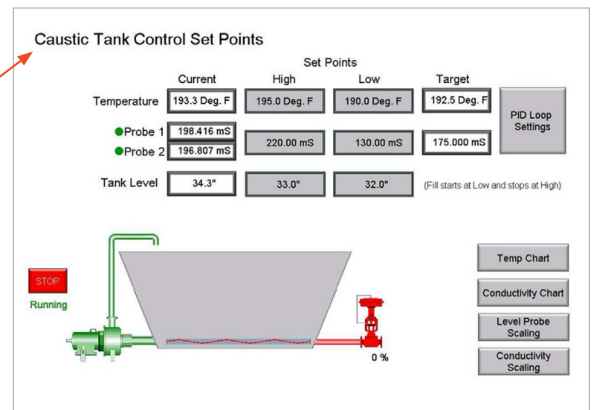 Caustic Tank Control Set Points
Set Points
Current High Low Target
Temperature 193.3 Deg. F 195.0 Deg. F 190.0 Deg. F 192.5 Deg. F
PID Loop
Settings
Probe 1 198.416 mS
220.00 mS 130.00 mS 175.000 mS
Probe 2 196.807 mS
Tank Level 34.3" 33.0" 32.0" (Fill starts at Low and stops at High)
STOP
Running
0 %
Temp Chart
Conductivity Chart
Level Probe
Scaling
Conductivity
Scaling